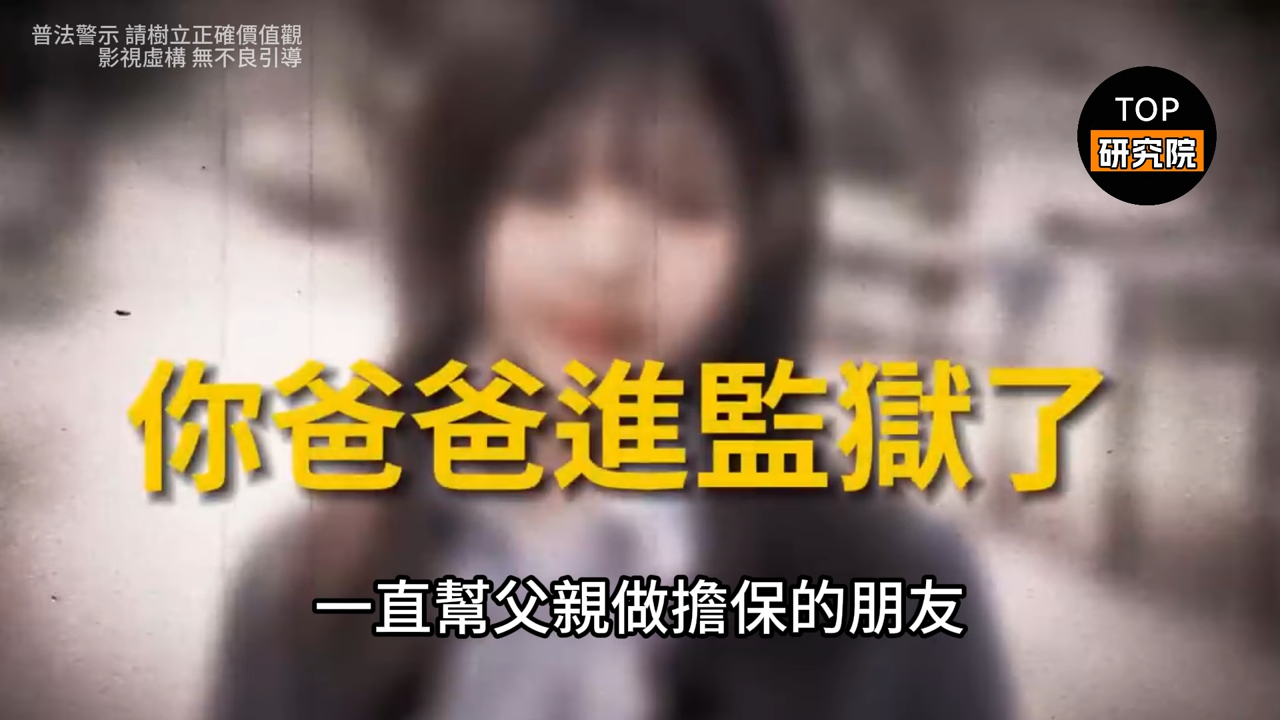 普法警示 請樹立正確價值觀
影視虛構 無不良引導
TOP
研究院
你爸爸進監獄了
一直幫父親做擔保的朋友